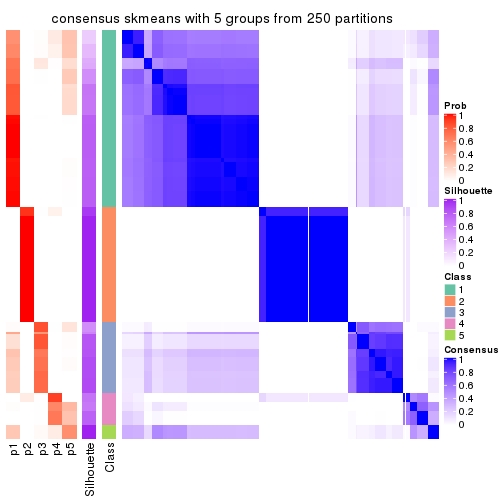 consensus skmeans with 5 groups from 250 partitions
Prob
1
0.8
0.6
0.4
0.2
0
Silhouette
1
0.8
0.6
0.4
0.2
0
Class
1
2
3
4
5
Consensus
1
0.8
0.6
0.4
0.2
0
p1
p2
p3
p4
p5
Silhouette
Class